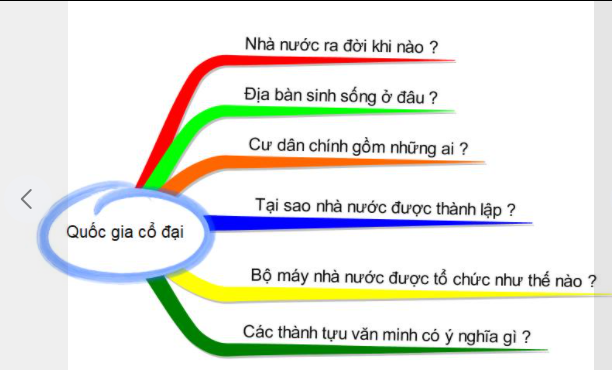 Nhà nước ra đời khi nào ?
Địa bàn sinh sống ở đâu ?
Cư dân chính gồm những ai ?
Tại sao nhà nước được thành lập ?
Quốc gia cổ đại
Bộ máy nhà nước được tổ chức như thế nào ?
Các thành tựu văn minh có ý nghĩa gì ?